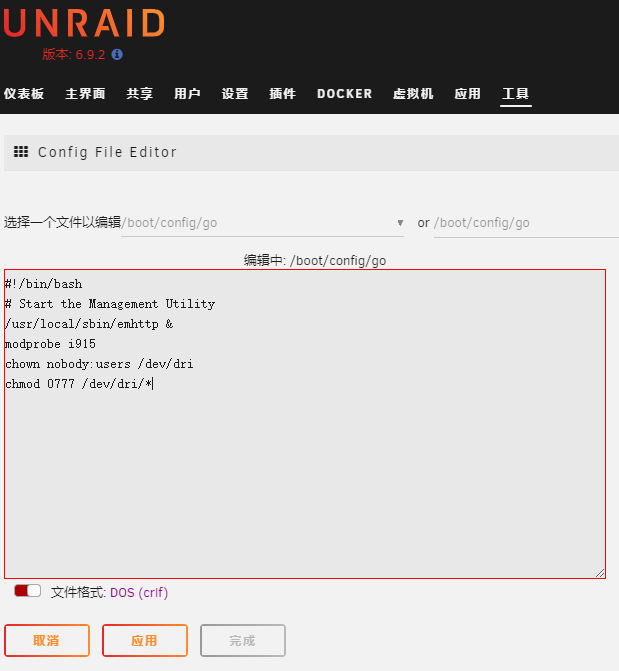 UNRAID
版本: 6.9.2
仪表板 主界面 共享 用户 设置 插件 DOCKER 虚拟机 应用 工具
Config File Editor
选择一个文件以编辑 /boot/config/go or /boot/config/go
编辑中: /boot/config/go
#!/bin/bash
# Start the Management Utility
/usr/local/sbin/emhttp &
modprobe i915
chown nobody:users /dev/dri
chmod 0777 /dev/dri/*
文件格式: DOS (crlf)
取消 应用 完成